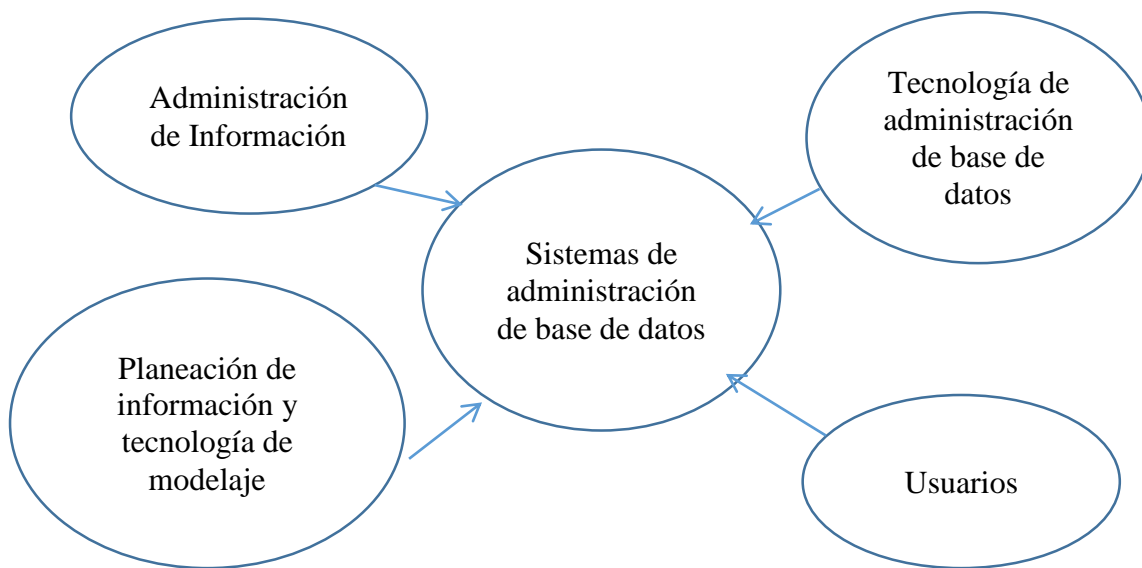 Administración
de Información
Tecnología de
administración
de base de
datos
Sistemas de
administración
de base de datos
Planeación de
información y
tecnología de
modelaje
Usuarios